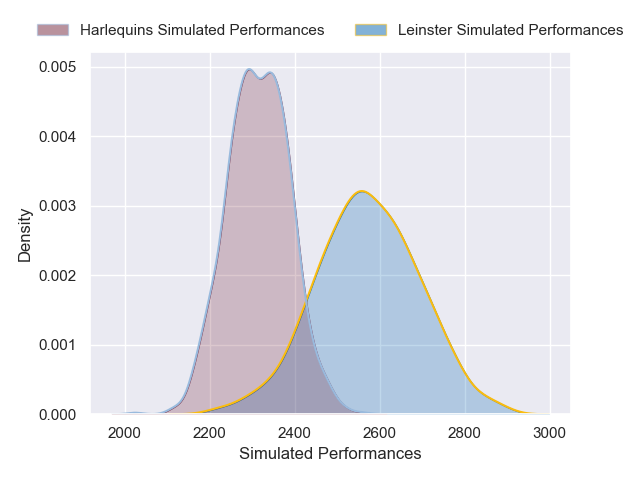 Harlequins Simulated Performances Leinster Simulated Performances
0.005
0.004
0.003
0.002
0.001
0.000
Density
2000 2200 2400 2600 2800 3000
Simulated Performances